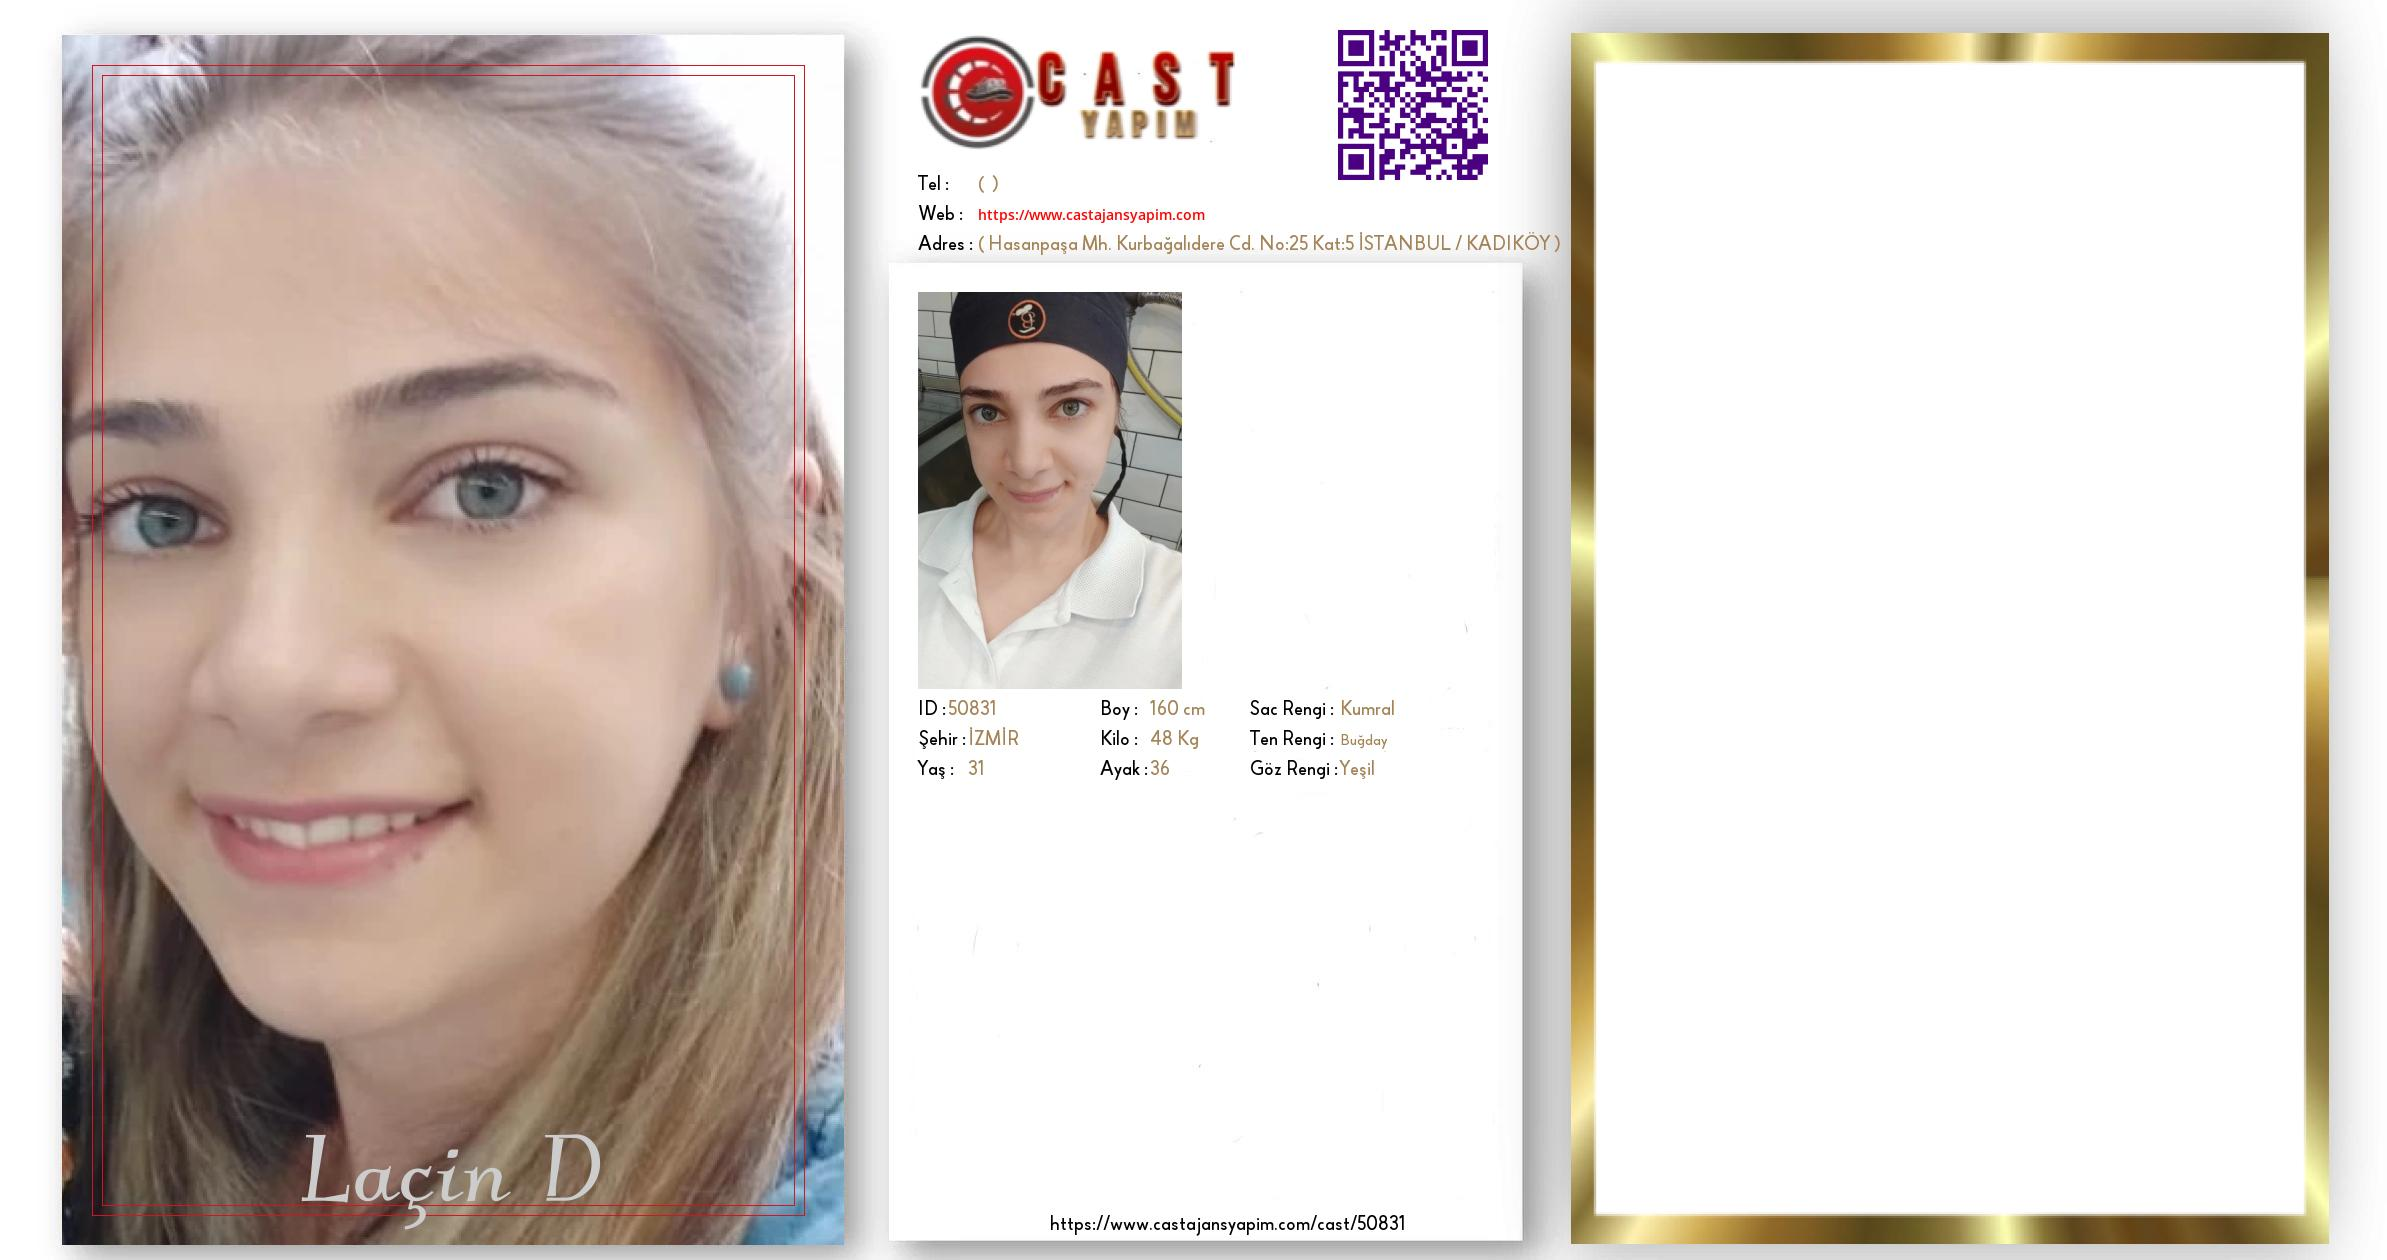 Laçin D
CAST
YAPIM
Tel : ( )
Web : https://www.castajansyapim.com
Adres : ( Hasanpaşa Mh. Kurbağalıdere Cd. No:25 Kat:5 İSTANBUL / KADIKÖY )
ID : 50831 Boy : 160 cm Sac Rengi : Kumral
Şehir : İZMİR Kilo : 48 Kg Ten Rengi : Buğday
Yaş : 31 Ayak : 36 Göz Rengi : Yeşil
https://www.castajansyapim.com/cast/50831